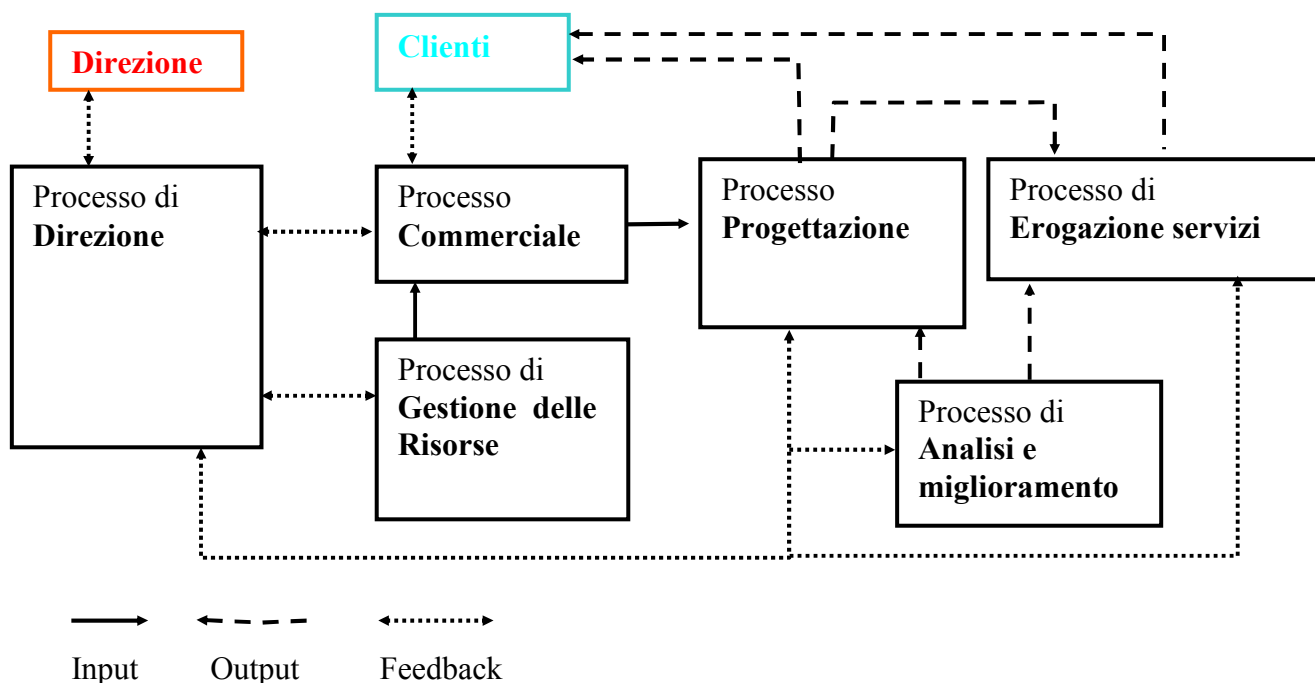 Direzione
Clienti
Processo di
Direzione
Processo
Commerciale
Processo
Progettazione
Processo di
Erogazione servizi
Processo di
Gestione delle
Risorse
Processo di
Analisi e
miglioramento
Input
Output
Feedback